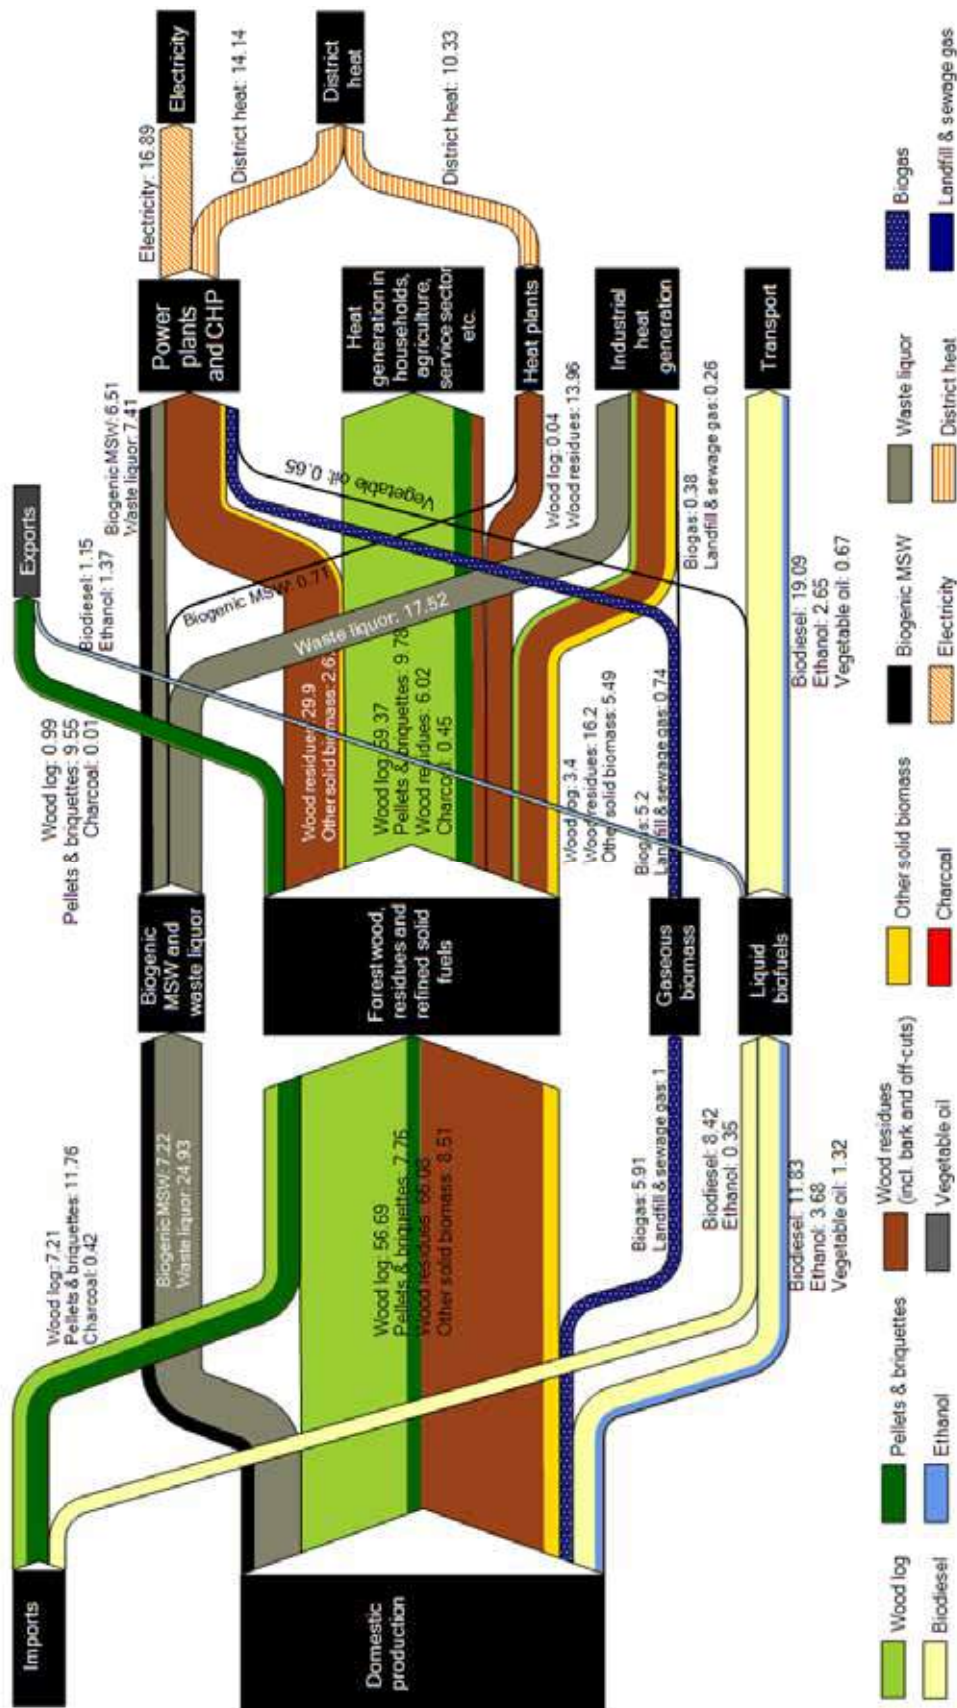 Imports
Domestic
production
Wood log: 7.21
Pellets & briquettes: 11.76
Charcoal: 0.42
Biogenic MSW: 7.22
Waste liquor: 24.93
Wood log: 56.69
Pellets & briquettes: 7.76
Wood residues: 66.08
Other solid biomass: 8.51
Biogas: 5.91
Landfill & sewage gas: 1
Biodiesel: 8.42
Ethanol: 0.35
Biodiesel: 11.83
Ethanol: 3.68
Vegetable oil: 1.32
Biogenic
MSW and
waste liquor
Forest wood,
residues and
refined solid
fuels
Gaseous
biomass
Liquid
biofuels
Wood log: 0.99
Pellets & briquettes: 9.55
Charcoal: 0.01
Biodiesel: 1.15
Ethanol: 1.37
Exports
Biogenic MSW: 6.51
Waste liquor: 7.41
Biogenic MSW: 0.71
Waste liquor: 17.52
Vegetable oil: 0.65
Wood residues: 29.9
Other solid biomass: 2.6
Wood log: 59.37
Pellets & briquettes: 9.78
Wood residues: 6.02
Charcoal: 0.45
Wood log: 0.04
Wood residues: 13.96
Wood log: 3.4
Wood residues: 16.2
Other solid biomass: 5.49
Biogas: 5.2
Landfill & sewage gas: 0.74
Biogas: 0.38
Landfill & sewage gas: 0.26
Biodiesel: 19.09
Ethanol: 2.65
Vegetable oil: 0.67
Power
plants
and CHP
Heat
generation in
households,
agriculture,
service sector
etc.
Heat plants
Industrial
heat
generation
Transport
Electricity: 16.89
District heat: 14.14
District heat: 10.33
Electricity
District
heat
Wood log
Pellets & briquettes
Wood residues
(incl. bark and off-cuts)
Other solid biomass
Biogenic MSW
Waste liquor
Biogas
Biodiesel
Ethanol
Vegetable oil
Charcoal
Electricity
District heat
Landfill & sewage gas